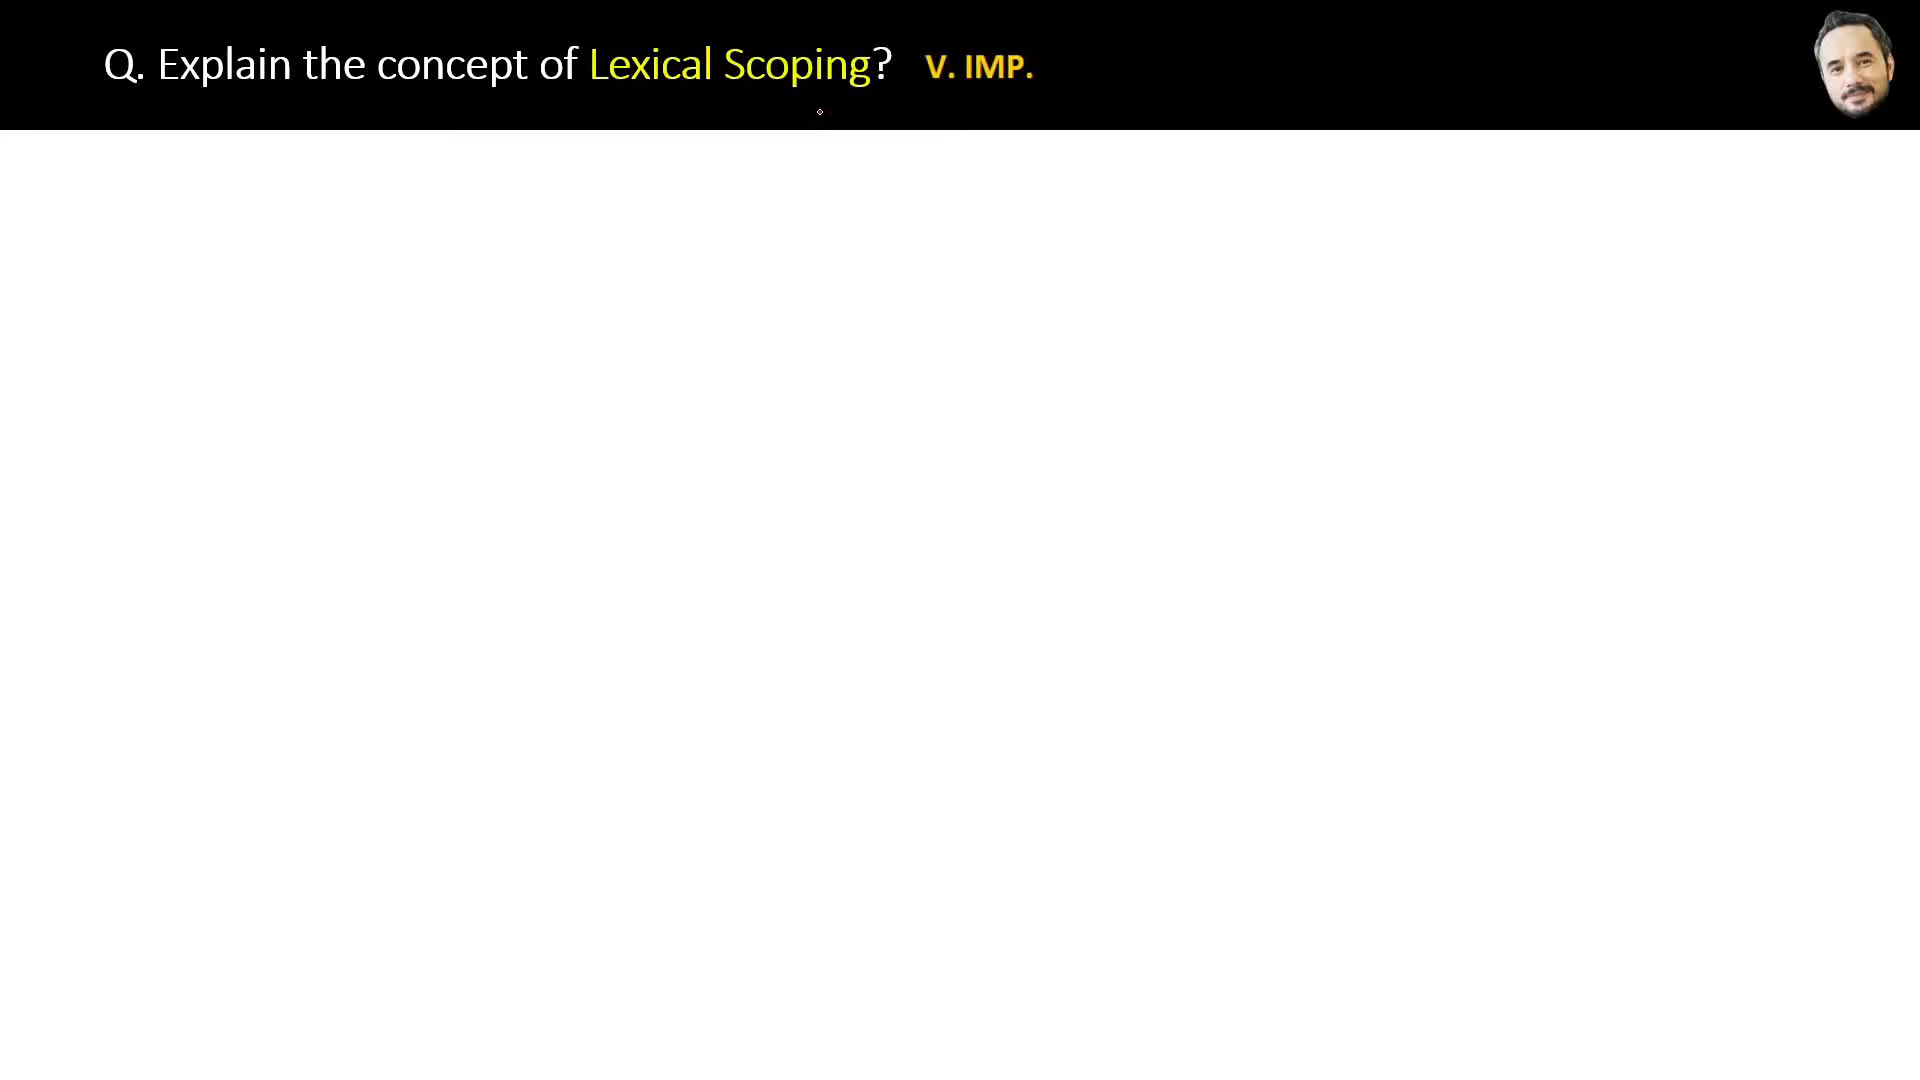 Q. Explain the concept of Lexical Scoping? V. IMP.